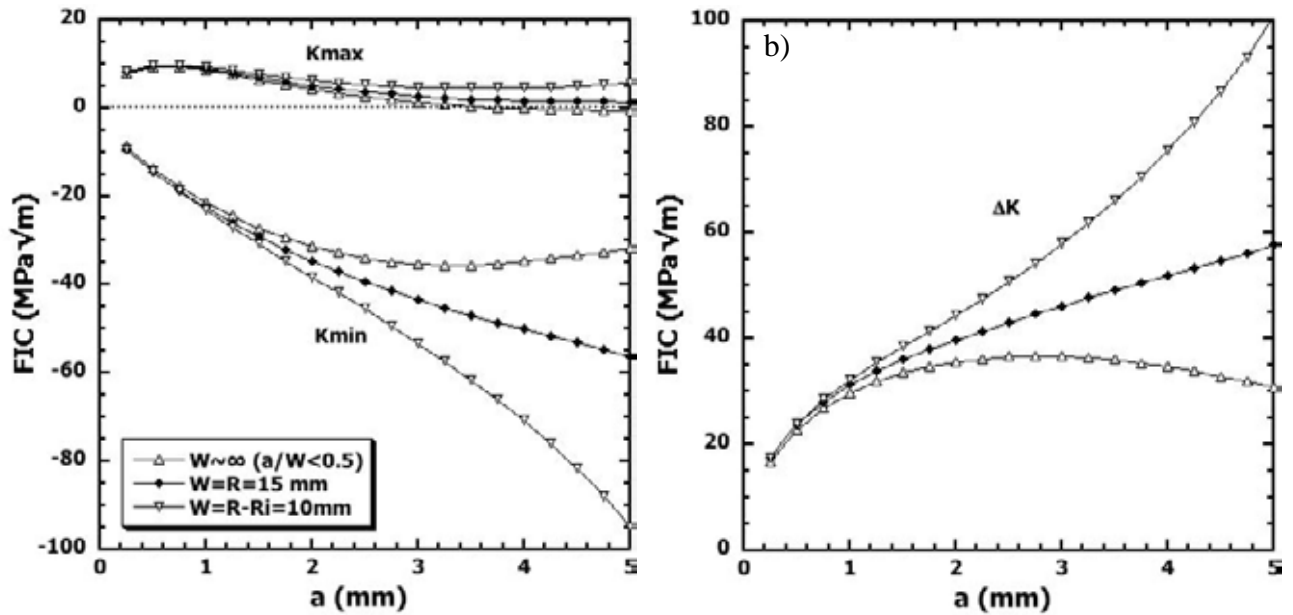 20
10
0
-20
-40
-60
-80
-100
FIC (MPa√m)
Kmax
Kmin
W~∞ (a/W<0.5)
W=R=15 mm
W=R-Ri=10mm
0 1 2 3 4 5
a (mm)
b)
100
80
60
40
20
0
FIC (MPa√m)
ΔK
0 1 2 3 4 5
a (mm)